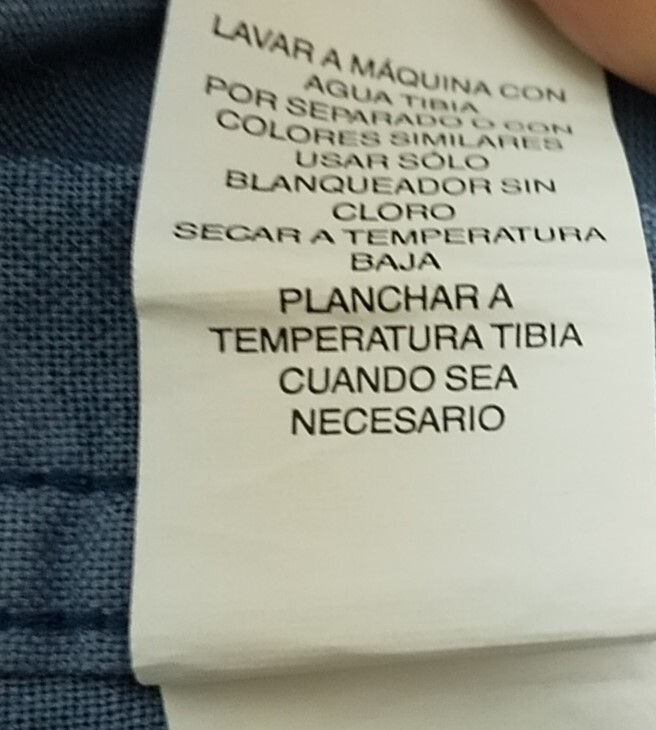 LAVAR A MÁQUINA CON
AGUA TIBIA
POR SEPARADO O CON
COLORES SIMILARES
USAR SÓLO
BLANQUEADOR SIN
CLORO
SECAR A TEMPERATURA
BAJA
PLANCHAR A
TEMPERATURA TIBIA
CUANDO SEA
NECESARIO